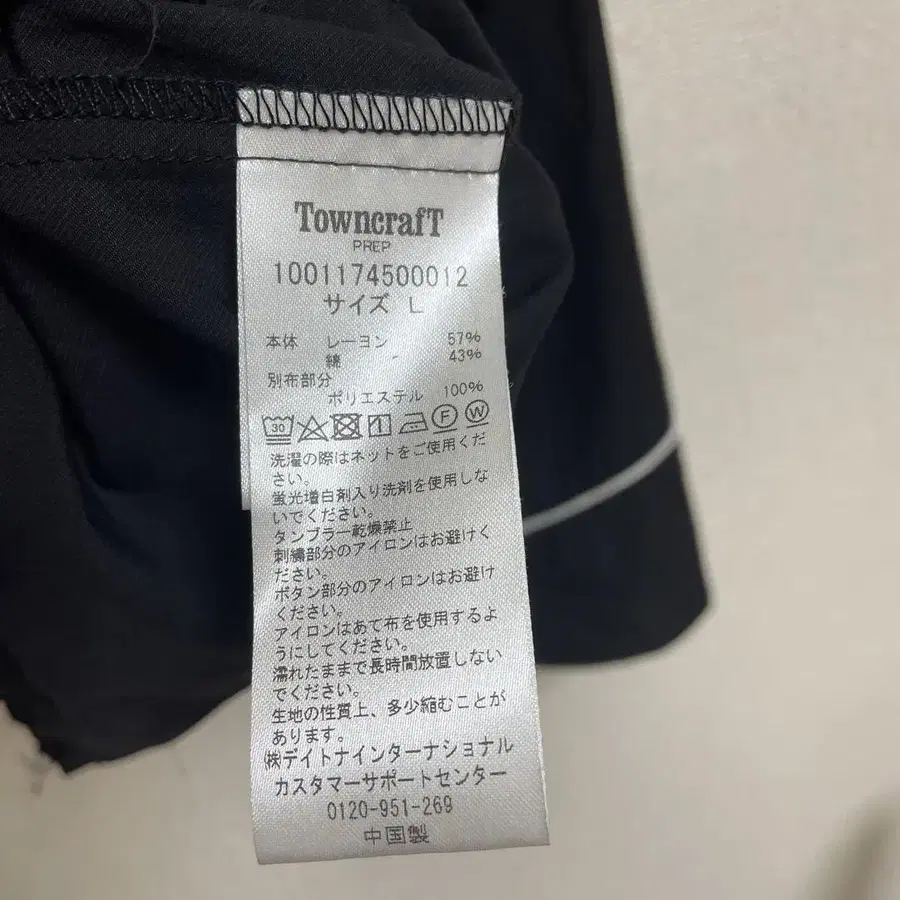 TowncrafT
PREP
1001174500012
サイズ L
本体 レーヨン 57%
綿 43%
別布部分
ポリエステル 100%
30 F W
洗濯の際はネットをご使用くだ
さい。
蛍光増白剤入り洗剤を使用しな
いでください。
タンブラー乾燥禁止
刺繍部分のアイロンはお避けく
ださい。
ボタン部分のアイロンはお避け
ください。
アイロンはあて布を使用するよ
うにしてください。
濡れたままで長時間放置しない
でください。
生地の性質上、多少縮むことが
あります。
㈱デイトナインターナショナル
カスタマーサポートセンター
0120-951-269
中国製